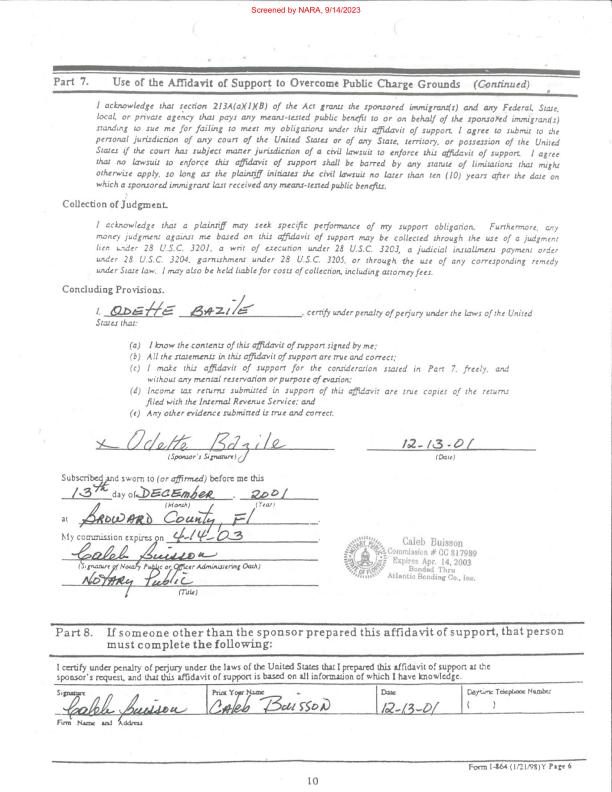 Screened by NARA, 9/14/2023
Part 7. Use of the Affidavit of Support to Overcome Public Charge Grounds (Continued)
I acknowledge that section 213A(a)(1)(B) of the Act grants the sponsored immigrant(s) and any Federal, State,
local, or private agency that pays any means-tested public benefit to or on behalf of the sponsored immigrant(s)
standing to sue me for failing to meet my obligations under this affidavit of support. I agree to submit to the
personal jurisdiction of any court of the United States or of any State, territory, or possession of the United
States if the court has subject matter jurisdiction of a civil lawsuit to enforce this affidavit of support. I agree
that no lawsuit to enforce this affidavit of support shall be barred by any statute of limitations that might
otherwise apply, so long as the plaintiff initiates the civil lawsuit no later than ten (10) years after the date on
which a sponsored immigrant last received any means-tested public benefits.
Collection of Judgment.
I acknowledge that a plaintiff may seek specific performance of my support obligation. Furthermore, any
money judgment against me based on this affidavit of support may be collected through the use of a judgment
lien under 28 U.S.C. 3201, a writ of execution under 28 U.S.C. 3203, a judicial installment payment order
under 28 U.S.C. 3204, garnishment under 28 U.S.C. 3205, or through the use of any corresponding remedy
under State law. I may also be held liable for costs of collection, including attorney fees.
Concluding Provisions.
I, ODETTE BAZILE, certify under penalty of perjury under the laws of the United
States that:
(a) I know the contents of this affidavit of support signed by me;
(b) All the statements in this affidavit of support are true and correct;
(c) I make this affidavit of support for the consideration stated in Part 7, freely, and
without any mental reservation or purpose of evasion;
(d) Income tax returns submitted in support of this affidavit are true copies of the returns
filed with the Internal Revenue Service; and
(e) Any other evidence submitted is true and correct.
x Odette Bazile 12-13-01
(Sponsor's Signature) (Date)
Subscribed and sworn to (or affirmed) before me this
13th day of DECEMBER, 2001
(Month) (Year)
at BROWARD County, Fl
My commission expires on 4-14-03
Caleb Buisson
(Signature of Notary Public or Officer Administering Oath)
NOTARY Public
(Title)
NOTARY PUBLIC
STATE OF FLORIDA
Caleb Buisson
Commission # CC 817989
Expires Apr. 14, 2003
Bonded Thru
Atlantic Bonding Co., Inc.
Part 8. If someone other than the sponsor prepared this affidavit of support, that person
must complete the following:
I certify under penalty of perjury under the laws of the United States that I prepared this affidavit of support at the
sponsor's request, and that this affidavit of support is based on all information of which I have knowledge.
Signature Print Your Name Date Daytime Telephone Number
Caleb Buisson CAleb BUISSON 12-13-01 ( )
Firm Name and Address
Form I-864 (1/21/98)Y Page 6
10